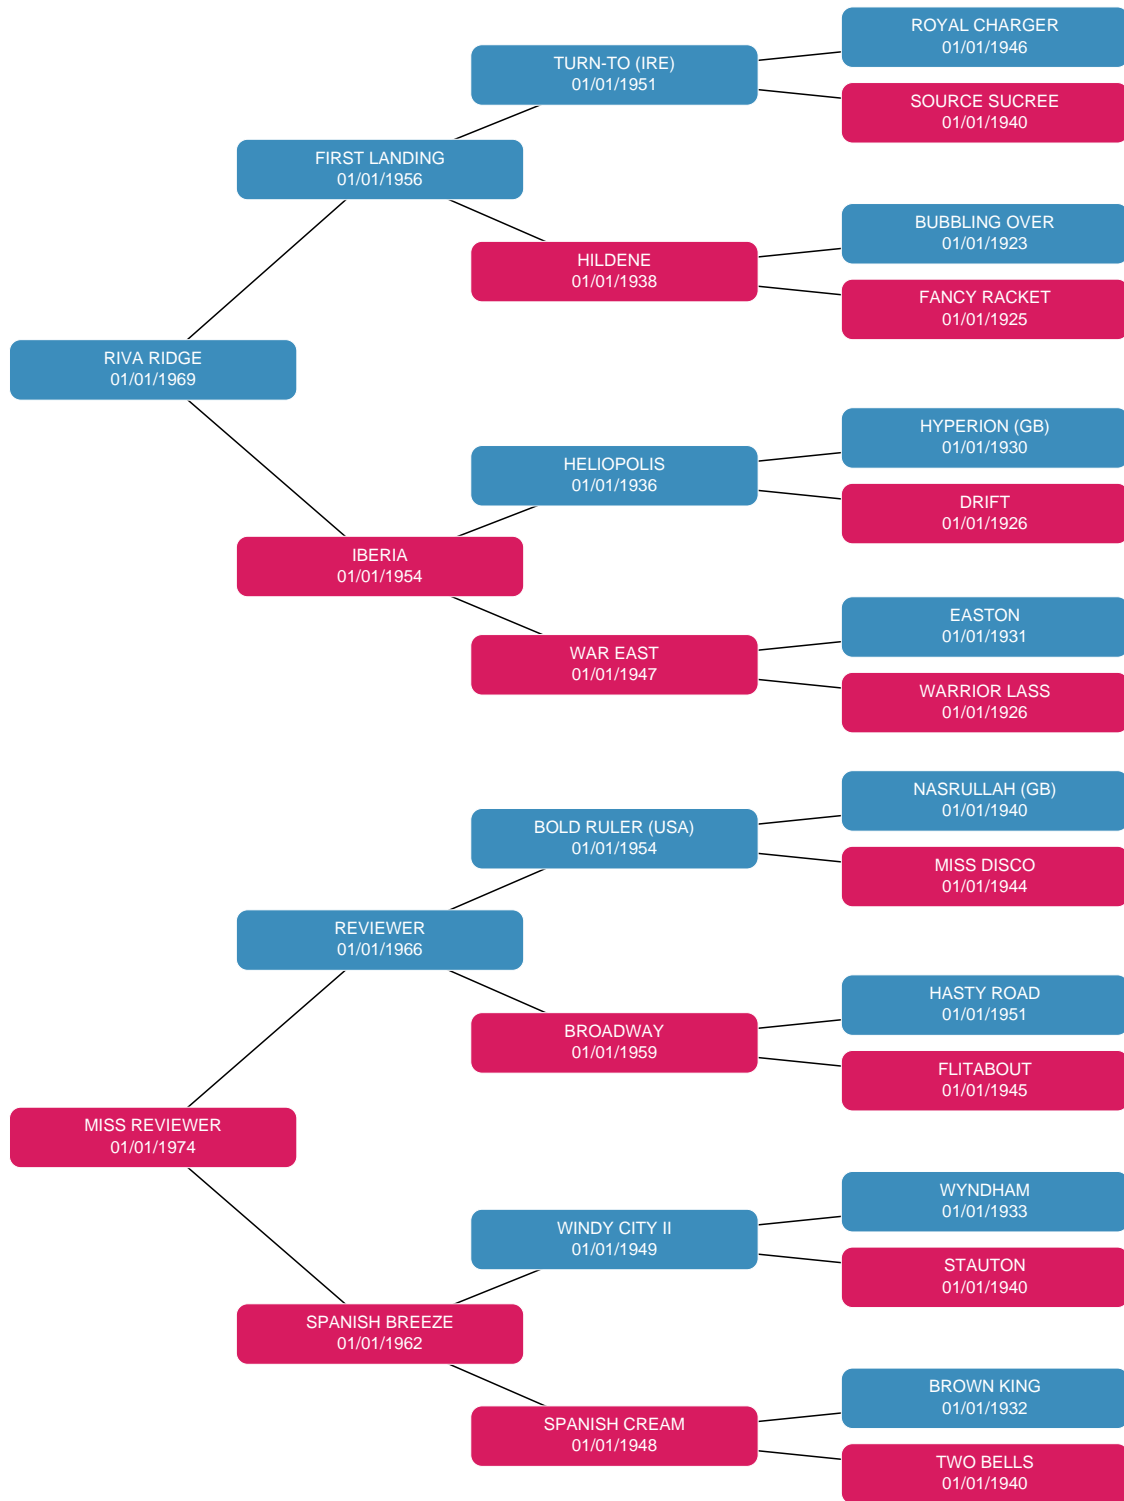 ROYAL CHARGER
01/01/1946
TURN-TO (IRE)
01/01/1951
SOURCE SUCREE
01/01/1940
FIRST LANDING
01/01/1956
BUBBLING OVER
01/01/1923
HILDENE
01/01/1938
FANCY RACKET
01/01/1925
RIVA RIDGE
01/01/1969
HYPERION (GB)
01/01/1930
HELIOPOLIS
01/01/1936
DRIFT
01/01/1926
IBERIA
01/01/1954
EASTON
01/01/1931
WAR EAST
01/01/1947
WARRIOR LASS
01/01/1926
NASRULLAH (GB)
01/01/1940
BOLD RULER (USA)
01/01/1954
MISS DISCO
01/01/1944
REVIEWER
01/01/1966
HASTY ROAD
01/01/1951
BROADWAY
01/01/1959
FLITABOUT
01/01/1945
MISS REVIEWER
01/01/1974
WYNDHAM
01/01/1933
WINDY CITY II
01/01/1949
STAUTON
01/01/1940
SPANISH BREEZE
01/01/1962
BROWN KING
01/01/1932
SPANISH CREAM
01/01/1948
TWO BELLS
01/01/1940